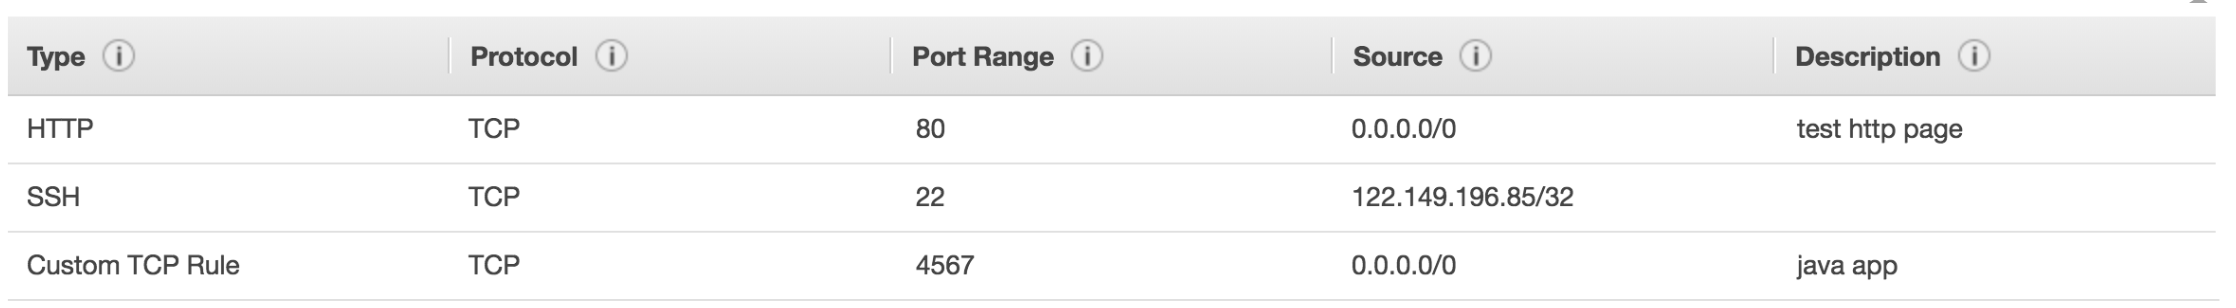 Type Protocol Port Range Source Description
HTTP TCP 80 0.0.0.0/0 test http page
SSH TCP 22 122.149.196.85/32
Custom TCP Rule TCP 4567 0.0.0.0/0 java app